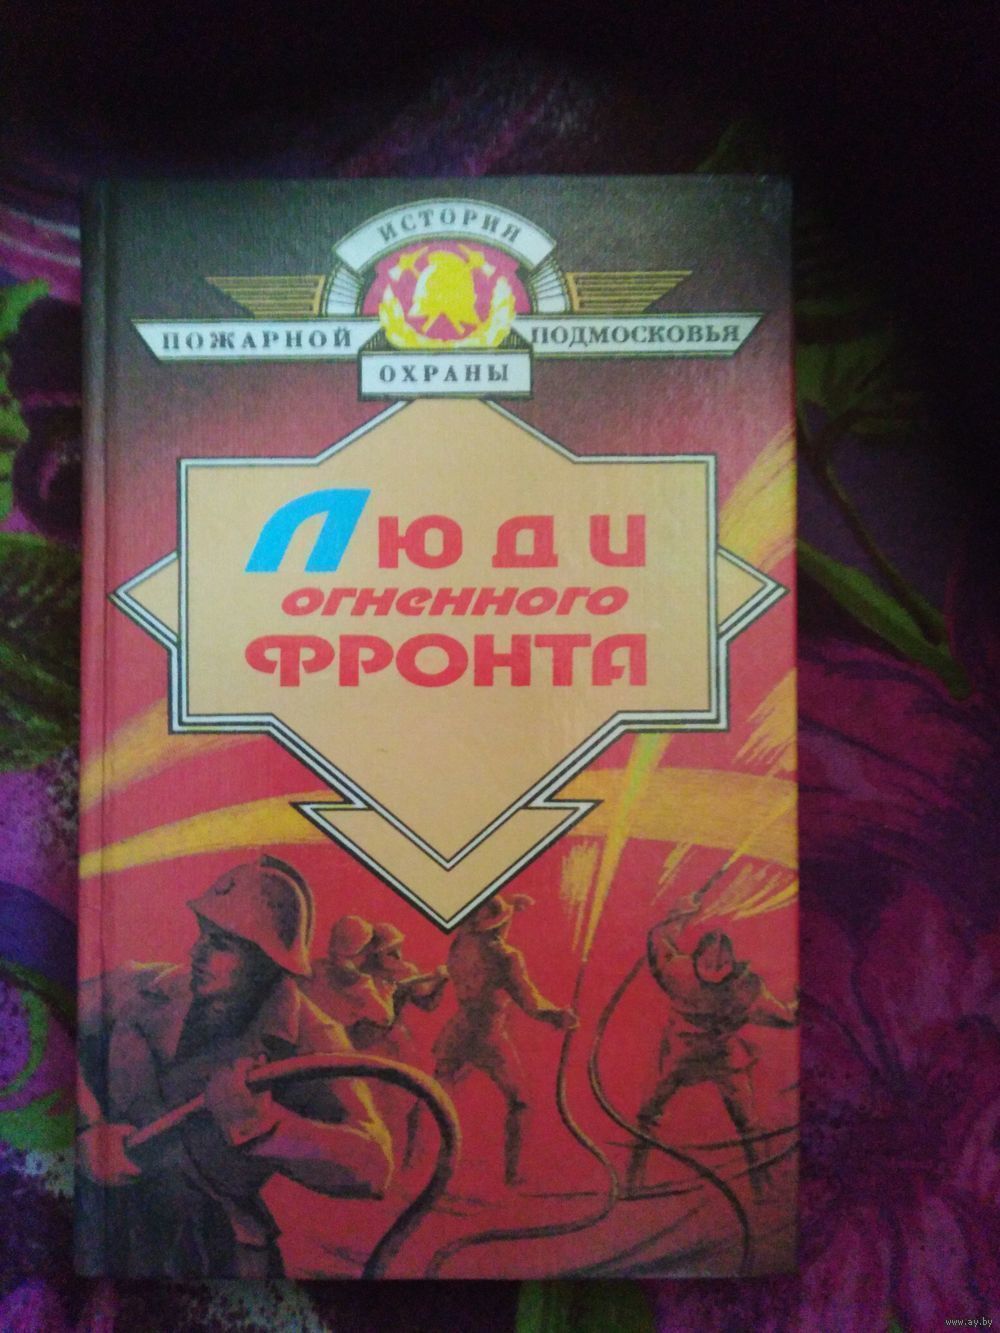 ИСТОРИЯ
ПОЖАРНОЙ ПОДМОСКОВЬЯ
ОХРАНЫ
Люди
огненного
ФРОНТА
www.ay.by